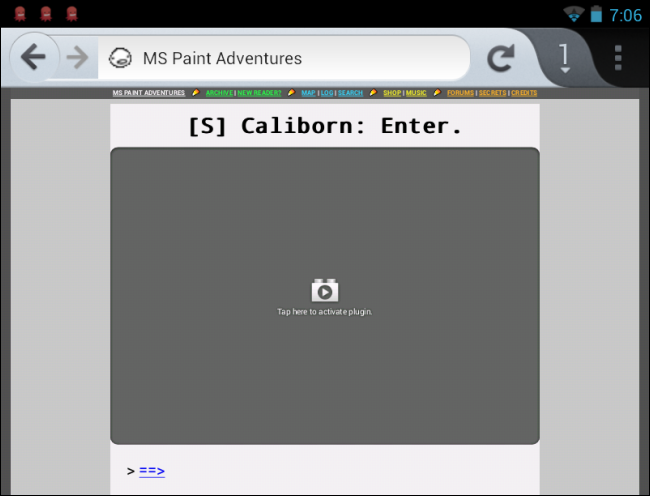 7:06
MS Paint Adventures 1
MS PAINT ADVENTURES ARCHIVE | NEW READER? MAP | LOG | SEARCH SHOP | MUSIC FORUMS | SECRETS | CREDITS
[S] Caliborn: Enter.
Tap here to activate plugin.
> ==>